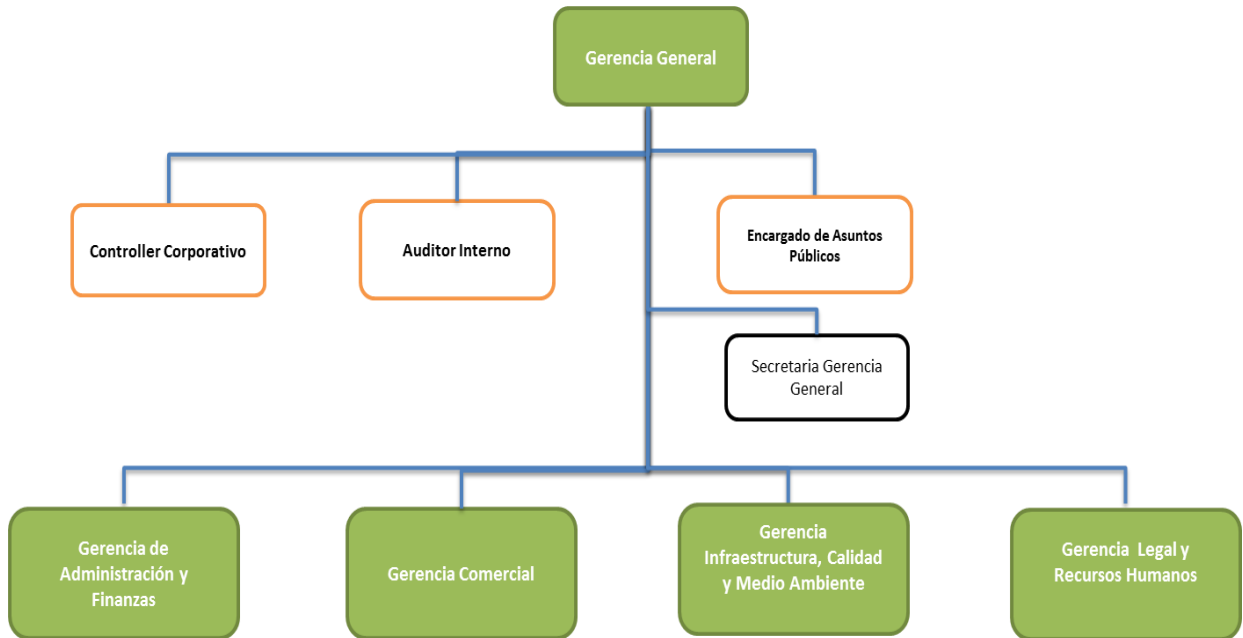 Gerencia General
Controller Corporativo
Auditor Interno
Encargado de Asuntos
Públicos
Secretaria Gerencia
General
Gerencia de
Administración y
Finanzas
Gerencia Comercial
Gerencia
Infraestructura, Calidad
y Medio Ambiente
Gerencia Legal y
Recursos Humanos